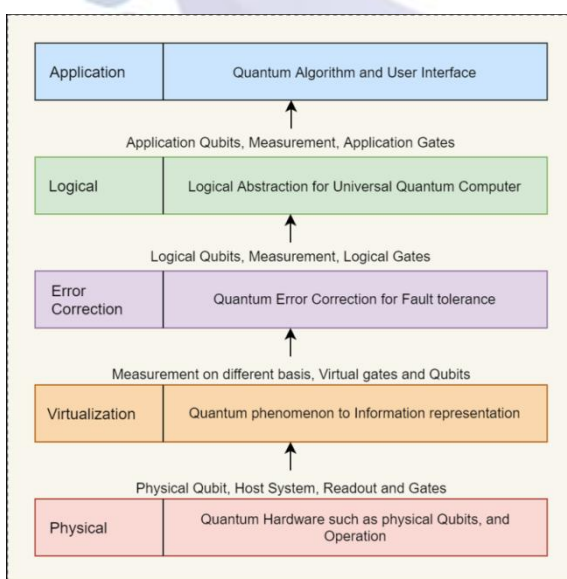 Application
Quantum Algorithm and User Interface
Application Qubits, Measurement, Application Gates
Logical
Logical Abstraction for Universal Quantum Computer
Logical Qubits, Measurement, Logical Gates
Error
Correction
Quantum Error Correction for Fault tolerance
Measurement on different basis, Virtual gates and Qubits
Virtualization
Quantum phenomenon to Information representation
Physical Qubit, Host System, Readout and Gates
Physical
Quantum Hardware such as physical Qubits, and
Operation